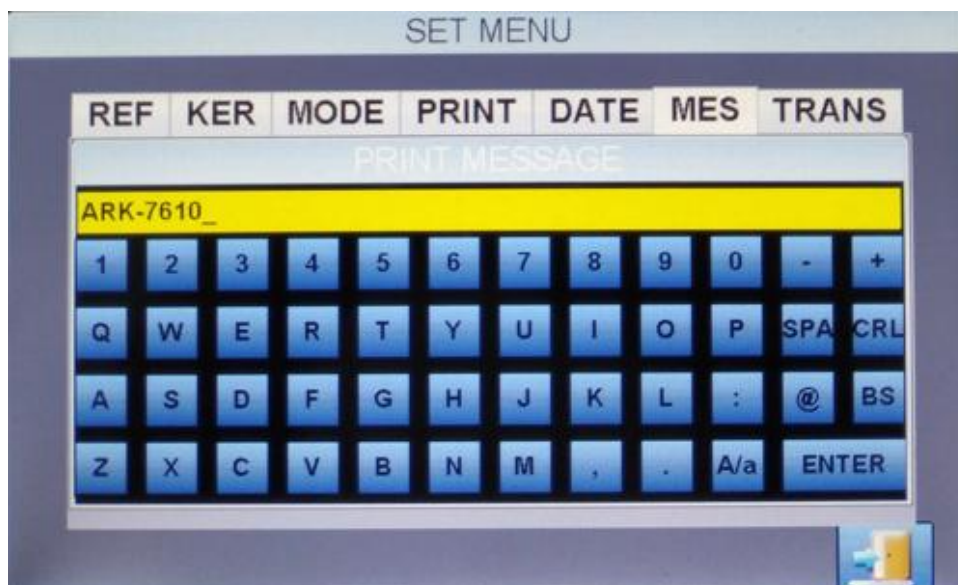 SET MENU
REF KER MODE PRINT DATE MES TRANS
PRINT MESSAGE
ARK-7610_
1 2 3 4 5 6 7 8 9 0 - +
Q W E R T Y U I O P SPA CRL
A S D F G H J K L : @ BS
Z X C V B N M , . A/a ENTER